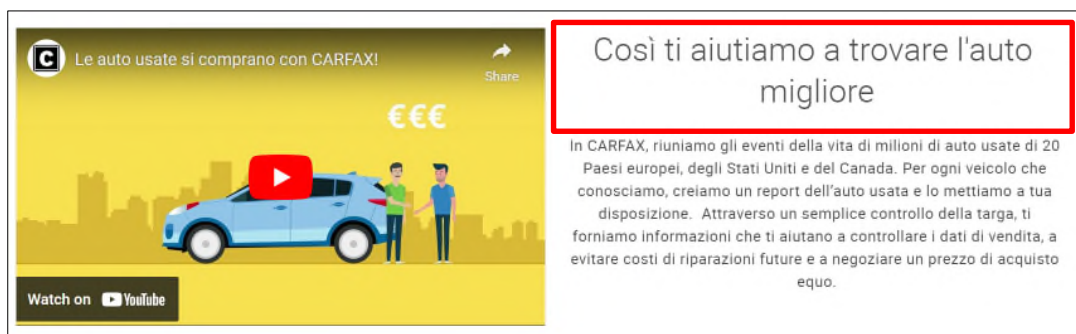 C
Le auto usate si comprano con CARFAX!
Share
€€€
Watch on YouTube
Così ti aiutiamo a trovare l'auto
migliore
In CARFAX, riuniamo gli eventi della vita di milioni di auto usate di 20
Paesi europei, degli Stati Uniti e del Canada. Per ogni veicolo che
conosciamo, creiamo un report dell'auto usata e lo mettiamo a tua
disposizione. Attraverso un semplice controllo della targa, ti
forniamo informazioni che ti aiutano a controllare i dati di vendita, a
evitare costi di riparazioni future e a negoziare un prezzo di acquisto
equo.